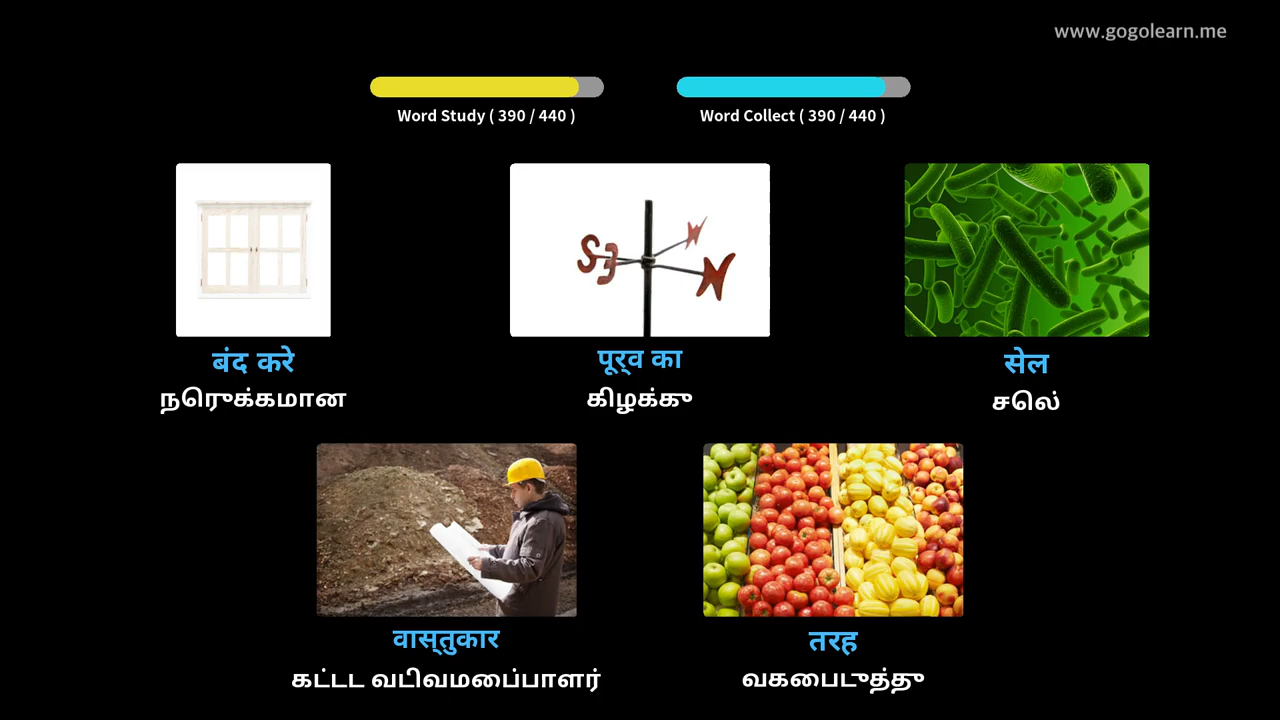 www.gogolearn.me
Word Study ( 390 / 440 )
Word Collect ( 390 / 440 )
बंद करे
पूर्व का
सेल
நெருக்கமான
கிழக்கு
செல்
वास्तुकार
तरह
கட்டட வடிவமைப்பாளர்
வகைபடுத்து